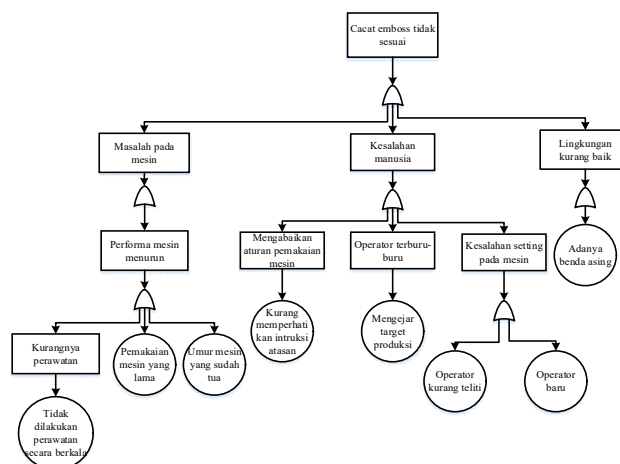 Cacat emboss tidak
sesuai
Masalah pada
mesin
Kesalahan
manusia
Lingkungan
kurang baik
Performa mesin
menurun
Mengabaikan
aturan pemakaian
mesin
Operator terburu-
buru
Kesalahan setting
pada mesin
Adanya
benda asing
Kurangnya
perawatan
Pemakaian
mesin yang
lama
Umur mesin
yang sudah
tua
Kurang
memperhati
kan intruksi
atasan
Mengejar
target
produksi
Operator
kurang teliti
Operator
baru
Tidak
dilakukan
perawatan
secara berkala